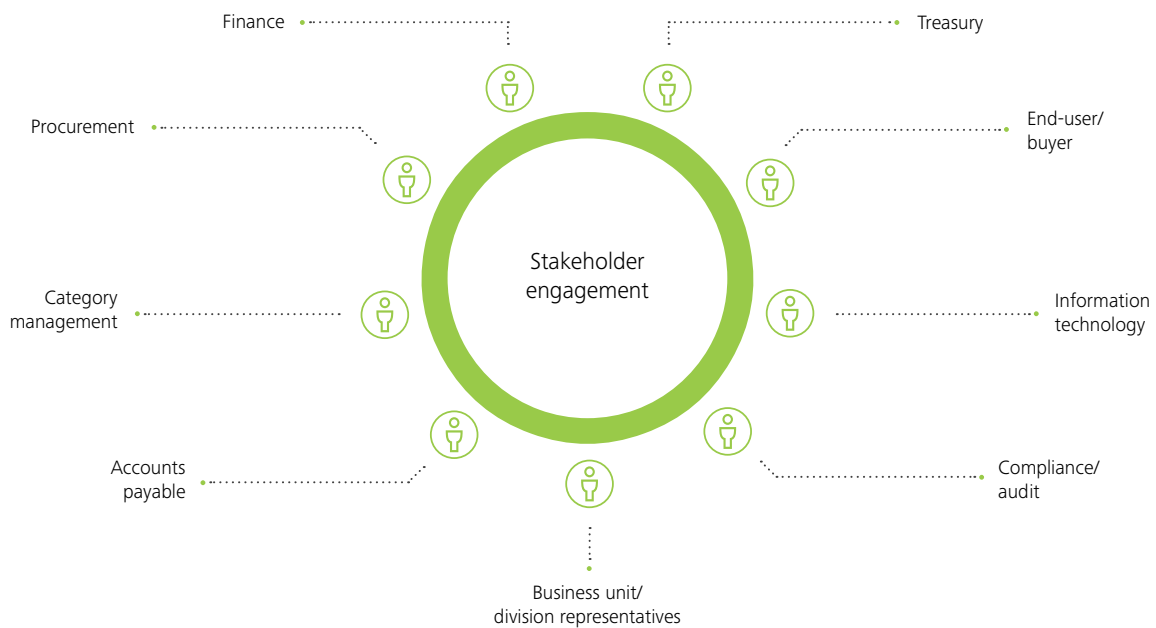 Finance
Treasury
Procurement
End-user/
buyer
Stakeholder
engagement
Category
management
Information
technology
Accounts
payable
Compliance/
audit
Business unit/
division representatives